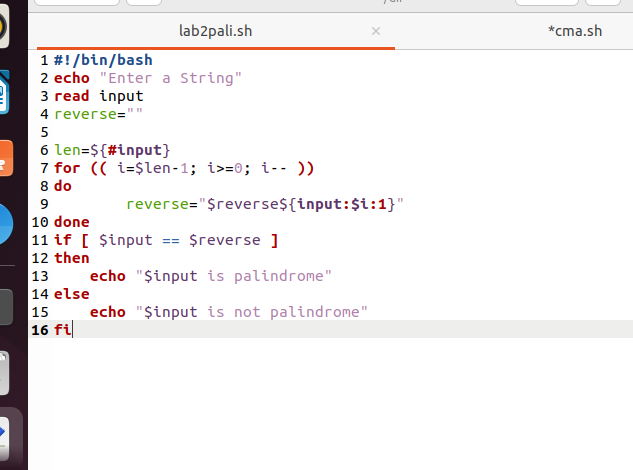 lab2pali.sh × *cma.sh
1 #!/bin/bash
2 echo "Enter a String"
3 read input
4 reverse=""
5
6 len=${#input}
7 for (( i=$len-1; i>=0; i-- ))
8 do
9         reverse="$reverse${input:$i:1}"
10 done
11 if [ $input == $reverse ]
12 then
13     echo "$input is palindrome"
14 else
15     echo "$input is not palindrome"
16 fi